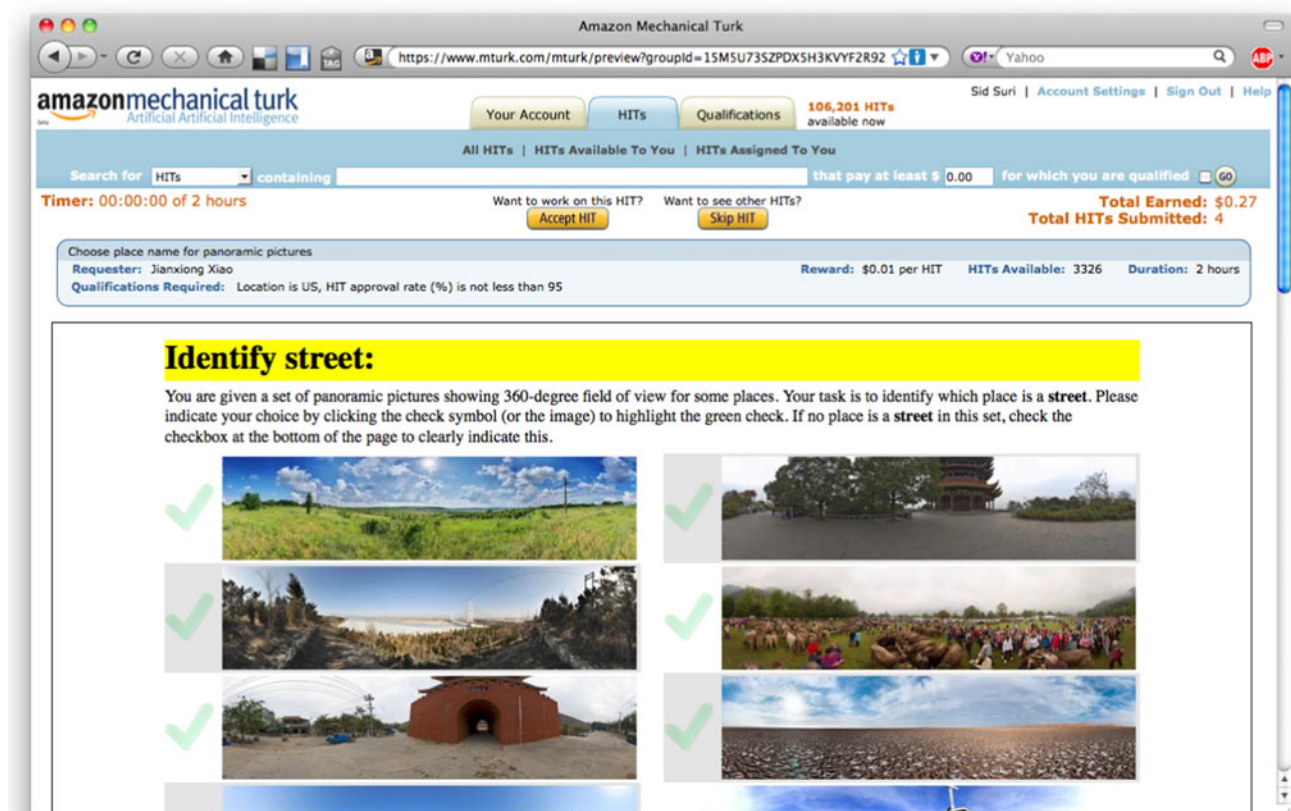 Amazon Mechanical Turk
TAG
https://www.mturk.com/mturk/preview?groupId=15M5U73SZPDX5H3KVYF2R92
Yahoo
ABP
amazonmechanical turk
beta
Artificial Artificial Intelligence
Your Account
HITs
Qualifications
106,201 HITs
available now
Sid Suri | Account Settings | Sign Out | Help
All HITs | HITs Available To You | HITs Assigned To You
Search for HITs containing that pay at least $ 0.00 for which you are qualified GO
Timer: 00:00:00 of 2 hours
Want to work on this HIT? Want to see other HITs?
Accept HIT Skip HIT
Total Earned: $0.27
Total HITs Submitted: 4
Choose place name for panoramic pictures
Requester: Jianxiong Xiao Reward: $0.01 per HIT HITs Available: 3326 Duration: 2 hours
Qualifications Required: Location is US, HIT approval rate (%) is not less than 95
Identify street:
You are given a set of panoramic pictures showing 360-degree field of view for some places. Your task is to identify which place is a street. Please
indicate your choice by clicking the check symbol (or the image) to highlight the green check. If no place is a street in this set, check the
checkbox at the bottom of the page to clearly indicate this.